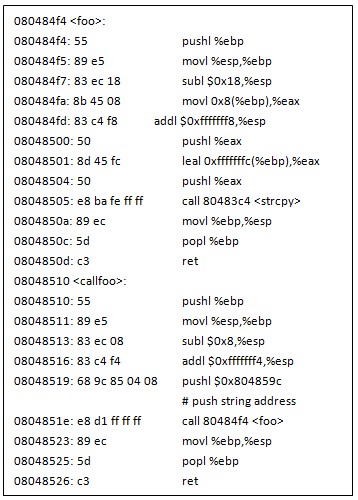 080484f4 <foo>:
080484f4: 55 pushl %ebp
080484f5: 89 e5 movl %esp,%ebp
080484f7: 83 ec 18 subl $0x18,%esp
080484fa: 8b 45 08 movl 0x8(%ebp),%eax
080484fd: 83 c4 f8 addl $0xfffffff8,%esp
08048500: 50 pushl %eax
08048501: 8d 45 fc leal 0xfffffffc(%ebp),%eax
08048504: 50 pushl %eax
08048505: e8 ba fe ff ff call 80483c4 <strcpy>
0804850a: 89 ec movl %ebp,%esp
0804850c: 5d popl %ebp
0804850d: c3 ret
08048510 <callfoo>:
08048510: 55 pushl %ebp
08048511: 89 e5 movl %esp,%ebp
08048513: 83 ec 08 subl $0x8,%esp
08048516: 83 c4 f4 addl $0xfffffff4,%esp
08048519: 68 9c 85 04 08 pushl $0x804859c
# push string address
0804851e: e8 d1 ff ff ff call 80484f4 <foo>
08048523: 89 ec movl %ebp,%esp
08048525: 5d popl %ebp
08048526: c3 ret